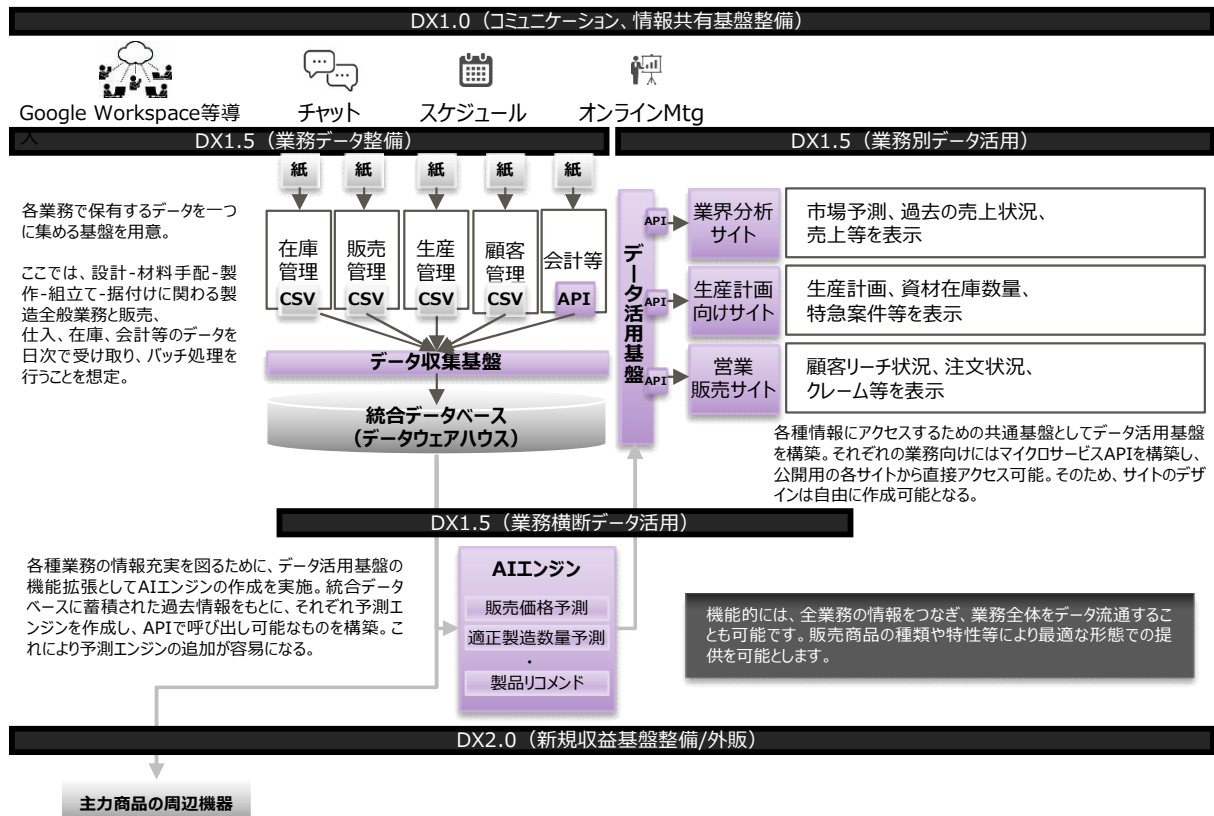 DX1.0（コミュニケーション、情報共有基盤整備）
Google Workspace等導
入
チャット
スケジュール
オンラインMtg
DX1.5（業務データ整備）
各業務で保有するデータを一つ
に集める基盤を用意。
ここでは、設計-材料手配-製
作-組立て-据付けに関わる製
造全般業務と販売、
仕入、在庫、会計等のデータを
日次で受け取り、バッチ処理を
行うことを想定。
紙 紙 紙 紙 紙
在庫
管理
CSV
販売
管理
CSV
生産
管理
CSV
顧客
管理
CSV
会計等
API
データ収集基盤
統合データベース
（データウェアハウス）
DX1.5（業務別データ活用）
データ活用基盤
API
業界分析
サイト
市場予測、過去の売上状況、
売上等を表示
API
生産計画
向けサイト
生産計画、資材在庫数量、
特急案件等を表示
API
営業
販売サイト
顧客リーチ状況、注文状況、
クレーム等を表示
各種情報にアクセスするための共通基盤としてデータ活用基盤
を構築。それぞれの業務向けにはマイクロサービスAPIを構築し、
公開用の各サイトから直接アクセス可能。そのため、サイトのデザ
インは自由に作成可能となる。
DX1.5（業務横断データ活用）
各種業務の情報充実を図るために、データ活用基盤の
機能拡張としてAIエンジンの作成を実施。統合データ
ベースに蓄積された過去情報をもとに、それぞれ予測エ
ンジンを作成し、APIで呼び出し可能なものを構築。こ
れにより予測エンジンの追加が容易になる。
AIエンジン
販売価格予測
適正製造数量予測
・
製品リコメンド
機能的には、全業務の情報をつなぎ、業務全体をデータ流通するこ
とも可能です。販売商品の種類や特性等により最適な形態での提
供を可能とします。
DX2.0（新規収益基盤整備/外販）
主力商品の周辺機器